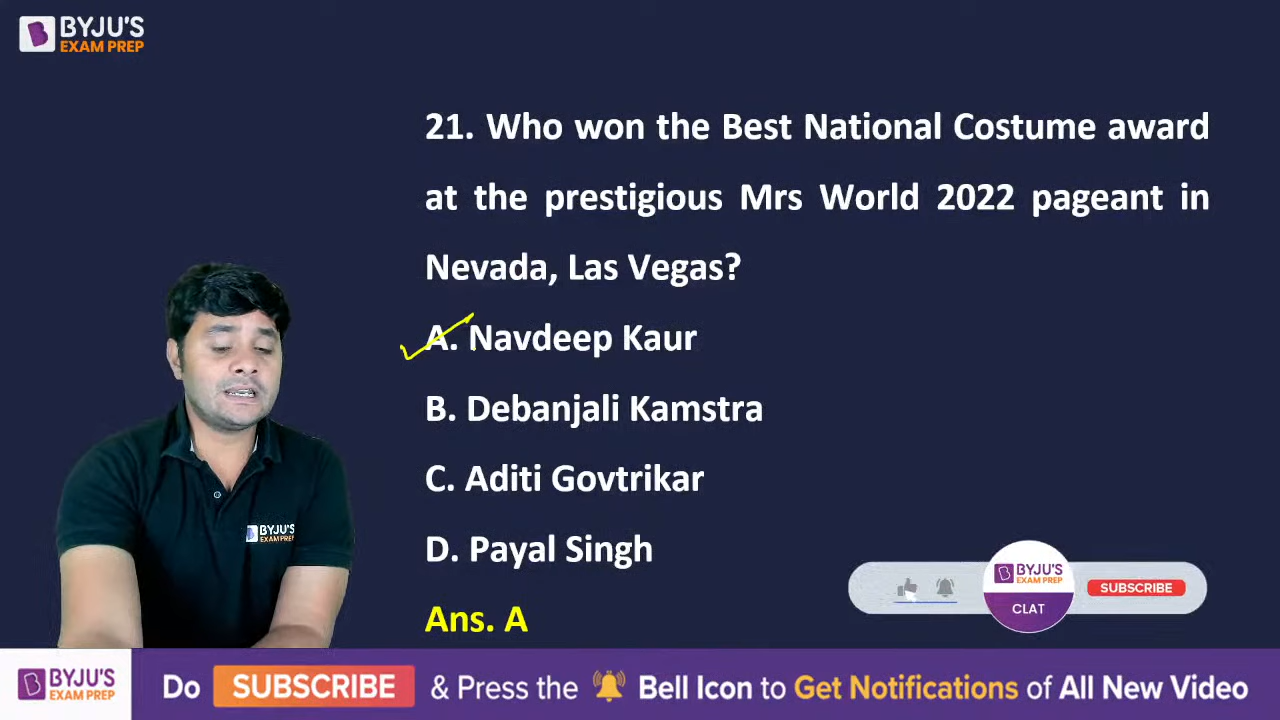 BYJU'S
EXAM PREP
21. Who won the Best National Costume award
at the prestigious Mrs World 2022 pageant in
Nevada, Las Vegas?
A. Navdeep Kaur
B. Debanjali Kamstra
C. Aditi Govtrikar
D. Payal Singh
Ans. A
BYJU'S
EXAM PREP
BYJU'S
EXAM PREP
CLAT
SUBSCRIBE
BYJU'S
EXAM PREP
Do SUBSCRIBE & Press the Bell Icon to Get Notifications of All New Video